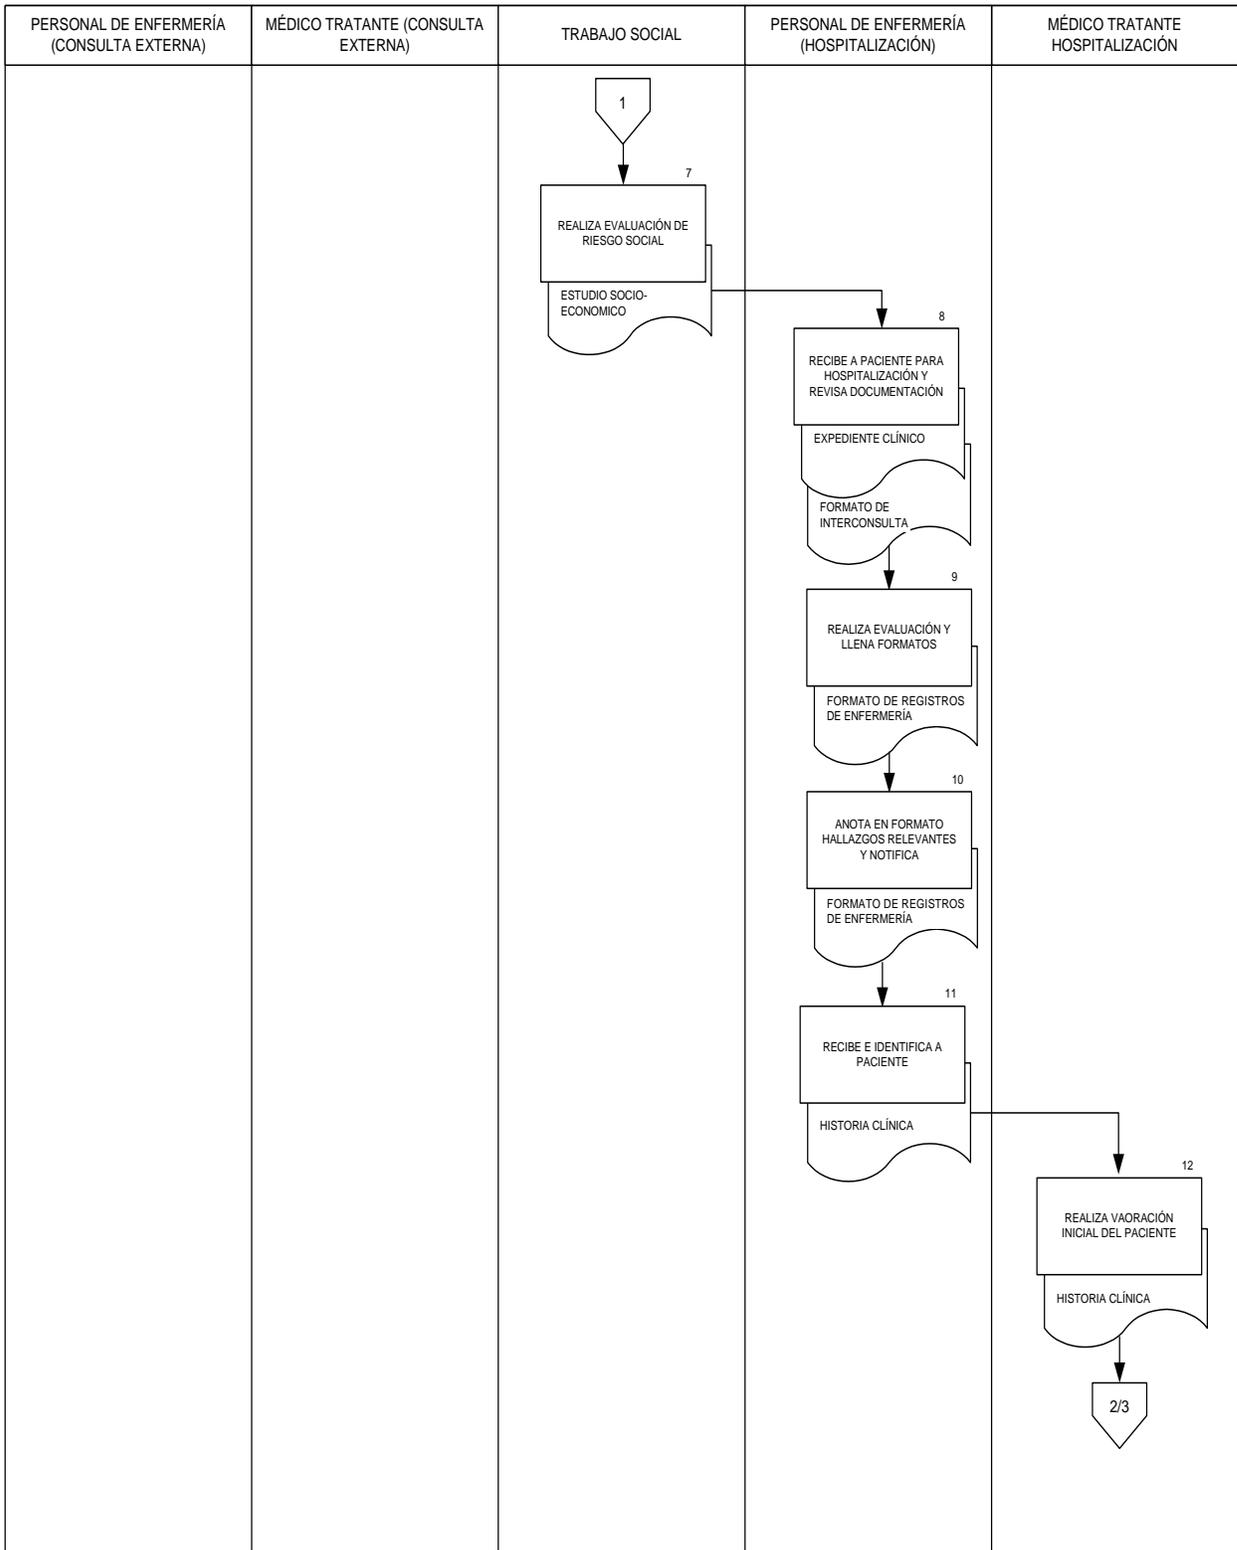 PERSONAL DE ENFERMERÍA
(CONSULTA EXTERNA)
MÉDICO TRATANTE (CONSULTA
EXTERNA)
TRABAJO SOCIAL
PERSONAL DE ENFERMERÍA
(HOSPITALIZACIÓN)
MÉDICO TRATANTE
HOSPITALIZACIÓN
1
7
REALIZA EVALUACIÓN DE
RIESGO SOCIAL
ESTUDIO SOCIO-
ECONOMICO
8
RECIBE A PACIENTE PARA
HOSPITALIZACIÓN Y
REVISA DOCUMENTACIÓN
EXPEDIENTE CLÍNICO
FORMATO DE
INTERCONSULTA
9
REALIZA EVALUACIÓN Y
LLENA FORMATOS
FORMATO DE REGISTROS
DE ENFERMERÍA
10
ANOTA EN FORMATO
HALLAZGOS RELEVANTES
Y NOTIFICA
FORMATO DE REGISTROS
DE ENFERMERÍA
11
RECIBE E IDENTIFICA A
PACIENTE
HISTORIA CLÍNICA
12
REALIZA VAORACIÓN
INICIAL DEL PACIENTE
HISTORIA CLÍNICA
2/3